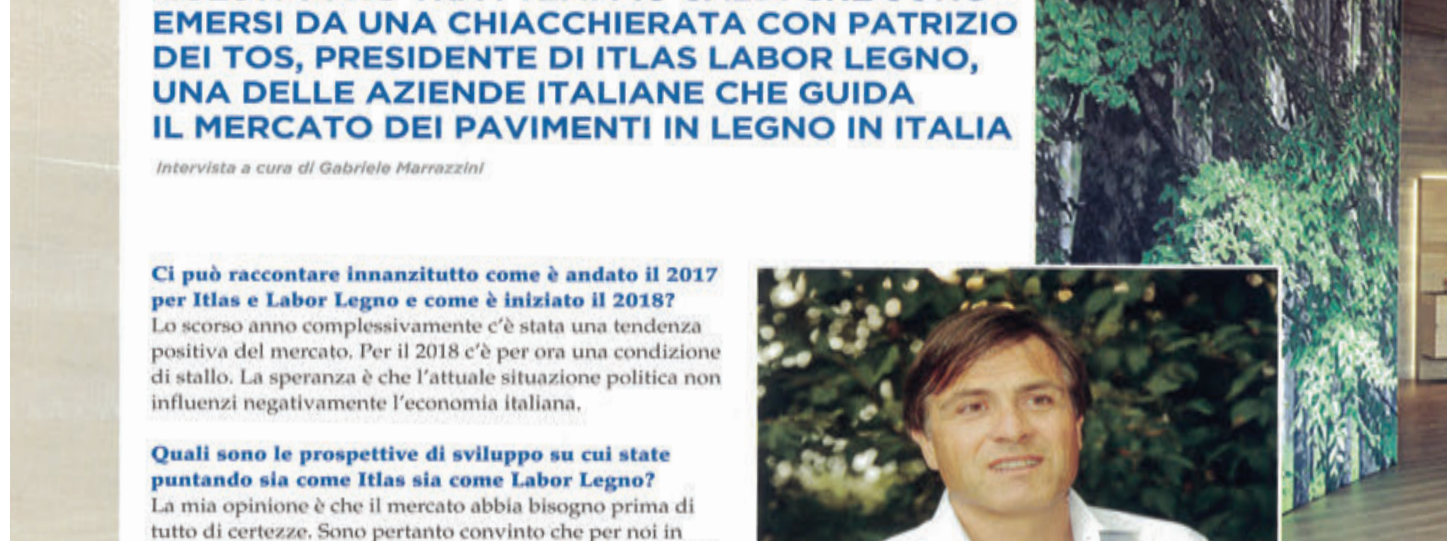 EMERSI DA UNA CHIACCHIERATA CON PATRIZIO
DEI TOS, PRESIDENTE DI ITLAS LABOR LEGNO,
UNA DELLE AZIENDE ITALIANE CHE GUIDA
IL MERCATO DEI PAVIMENTI IN LEGNO IN ITALIA
Intervista a cura di Gabriele Marrazzini
Ci può raccontare innanzitutto come è andato il 2017
per Itlas e Labor Legno e come è iniziato il 2018?
Lo scorso anno complessivamente c'è stata una tendenza
positiva del mercato. Per il 2018 c'è per ora una condizione
di stallo. La speranza è che l'attuale situazione politica non
influenzi negativamente l'economia italiana.
Quali sono le prospettive di sviluppo su cui state
puntando sia come Itlas sia come Labor Legno?
La mia opinione è che il mercato abbia bisogno prima di
tutto di certezze. Sono pertanto convinto che per noi in